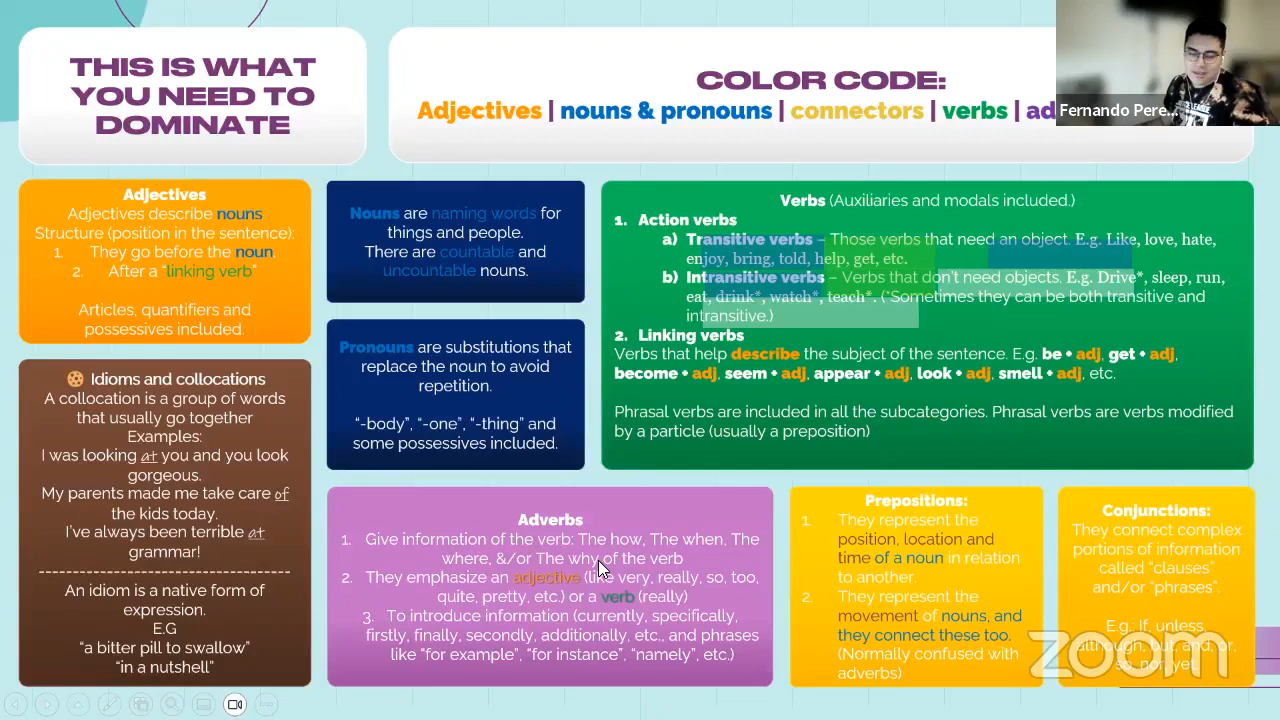 THIS IS WHAT
YOU NEED TO
DOMINATE
COLOR CODE:
Adjectives | nouns & pronouns | connectors | verbs | ad
Fernando Pere...
Adjectives
Adjectives describe nouns
Structure (position in the sentence):
1. They go before the noun.
2. After a “linking verb”
Articles, quantifiers and
possessives included.
Nouns are naming words for
things and people.
There are countable and
uncountable nouns.
Pronouns are substitutions that
replace the noun to avoid
repetition.
“-body”, “-one”, “-thing” and
some possessives included.
Verbs (Auxiliaries and modals included.)
1. Action verbs
a) Transitive verbs – Those verbs that need an object. E.g. Like, love, hate,
enjoy, bring, told, help, get, etc.
b) Intransitive verbs – Verbs that don't need objects. E.g. Drive*, sleep, run,
eat, drink*, watch*, teach*. (*Sometimes they can be both transitive and
intransitive.)
2. Linking verbs
Verbs that help describe the subject of the sentence. E.g. be + adj, get + adj,
become + adj, seem + adj, appear + adj, look + adj, smell + adj, etc.
Phrasal verbs are included in all the subcategories. Phrasal verbs are verbs modified
by a particle (usually a preposition)
Idioms and collocations
A collocation is a group of words
that usually go together
Examples:
I was looking at you and you look
gorgeous.
My parents made me take care of
the kids today.
I’ve always been terrible at
grammar!
An idiom is a native form of
expression.
E.G
“a bitter pill to swallow”
“in a nutshell”
Adverbs
1. Give information of the verb: The how, The when, The
where, &/or The why of the verb
2. They emphasize an adjective (like very, really, so, too,
quite, pretty, etc.) or a verb (really)
3. To introduce information (currently, specifically,
firstly, finally, secondly, additionally, etc., and phrases
like “for example”, “for instance”, “namely”, etc.)
Prepositions:
1. They represent the
position, location and
time of a noun in relation
to another.
2. They represent the
movement of nouns, and
they connect these too.
(Normally confused with
adverbs)
Conjunctions:
They connect complex
portions of information
called “clauses”
and/or “phrases”.
E.g. If, unless,
although, but, and, or,
so, nor, yet.
zoom